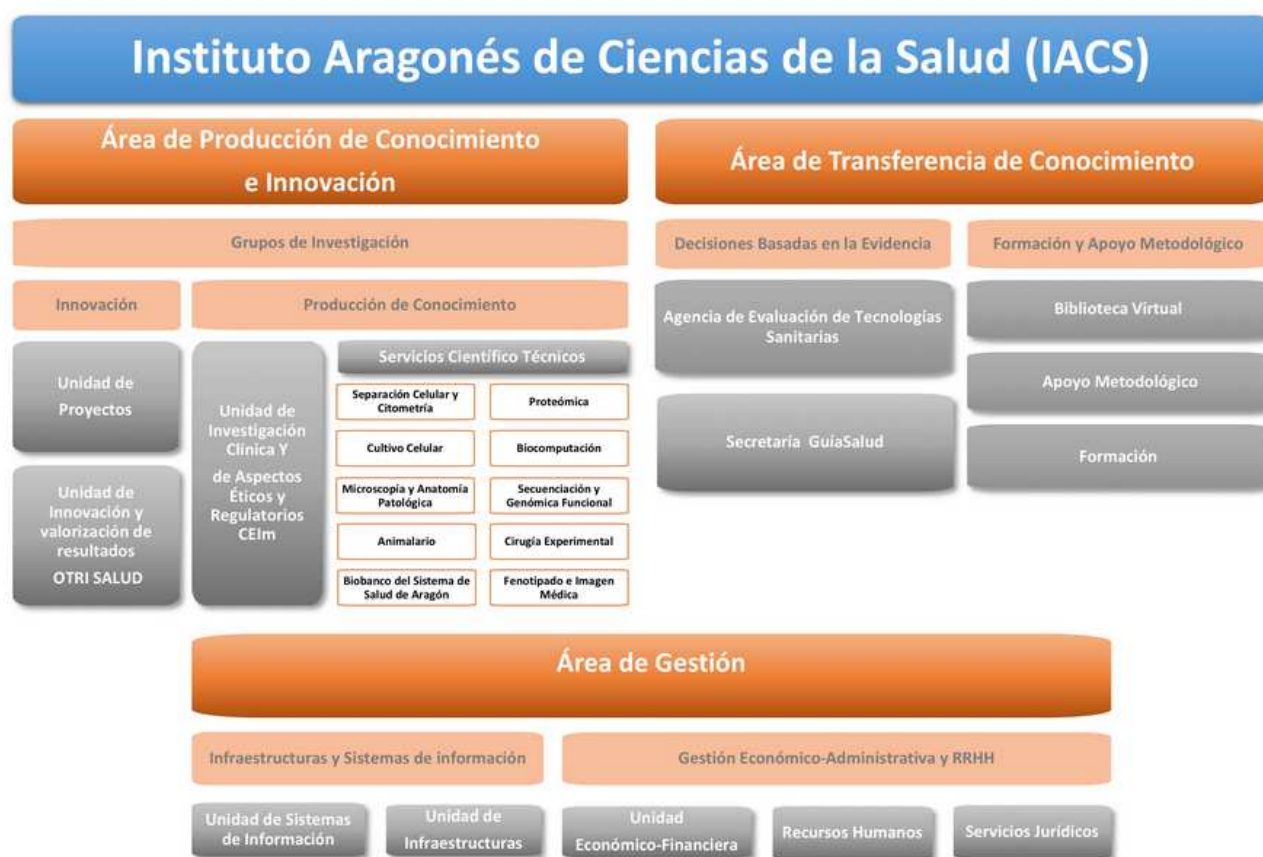 Instituto Aragonés de Ciencias de la Salud (IACS)
Área de Producción de Conocimiento
e Innovación
Grupos de Investigación
Innovación
Producción de Conocimiento
Unidad de
Proyectos
Unidad de
Innovación y
valorización de
resultados
OTRI SALUD
Unidad de
Investigación
Clínica Y
de Aspectos
Éticos y
Regulatorios
CEIm
Servicios Científico Técnicos
Separación Celular y
Citometría
Proteómica
Cultivo Celular
Biocomputación
Microscopía y Anatomía
Patológica
Secuenciación y
Genómica Funcional
Animalario
Cirugía Experimental
Biobanco del Sistema de
Salud de Aragón
Fenotipado e Imagen
Médica
Área de Transferencia de Conocimiento
Decisiones Basadas en la Evidencia
Agencia de Evaluación de Tecnologías
Sanitarias
Secretaría GuíaSalud
Formación y Apoyo Metodológico
Biblioteca Virtual
Apoyo Metodológico
Formación
Área de Gestión
Infraestructuras y Sistemas de información
Unidad de Sistemas
de Información
Unidad de
Infraestructuras
Gestión Económico-Administrativa y RRHH
Unidad
Económico-Financiera
Recursos Humanos
Servicios Jurídicos